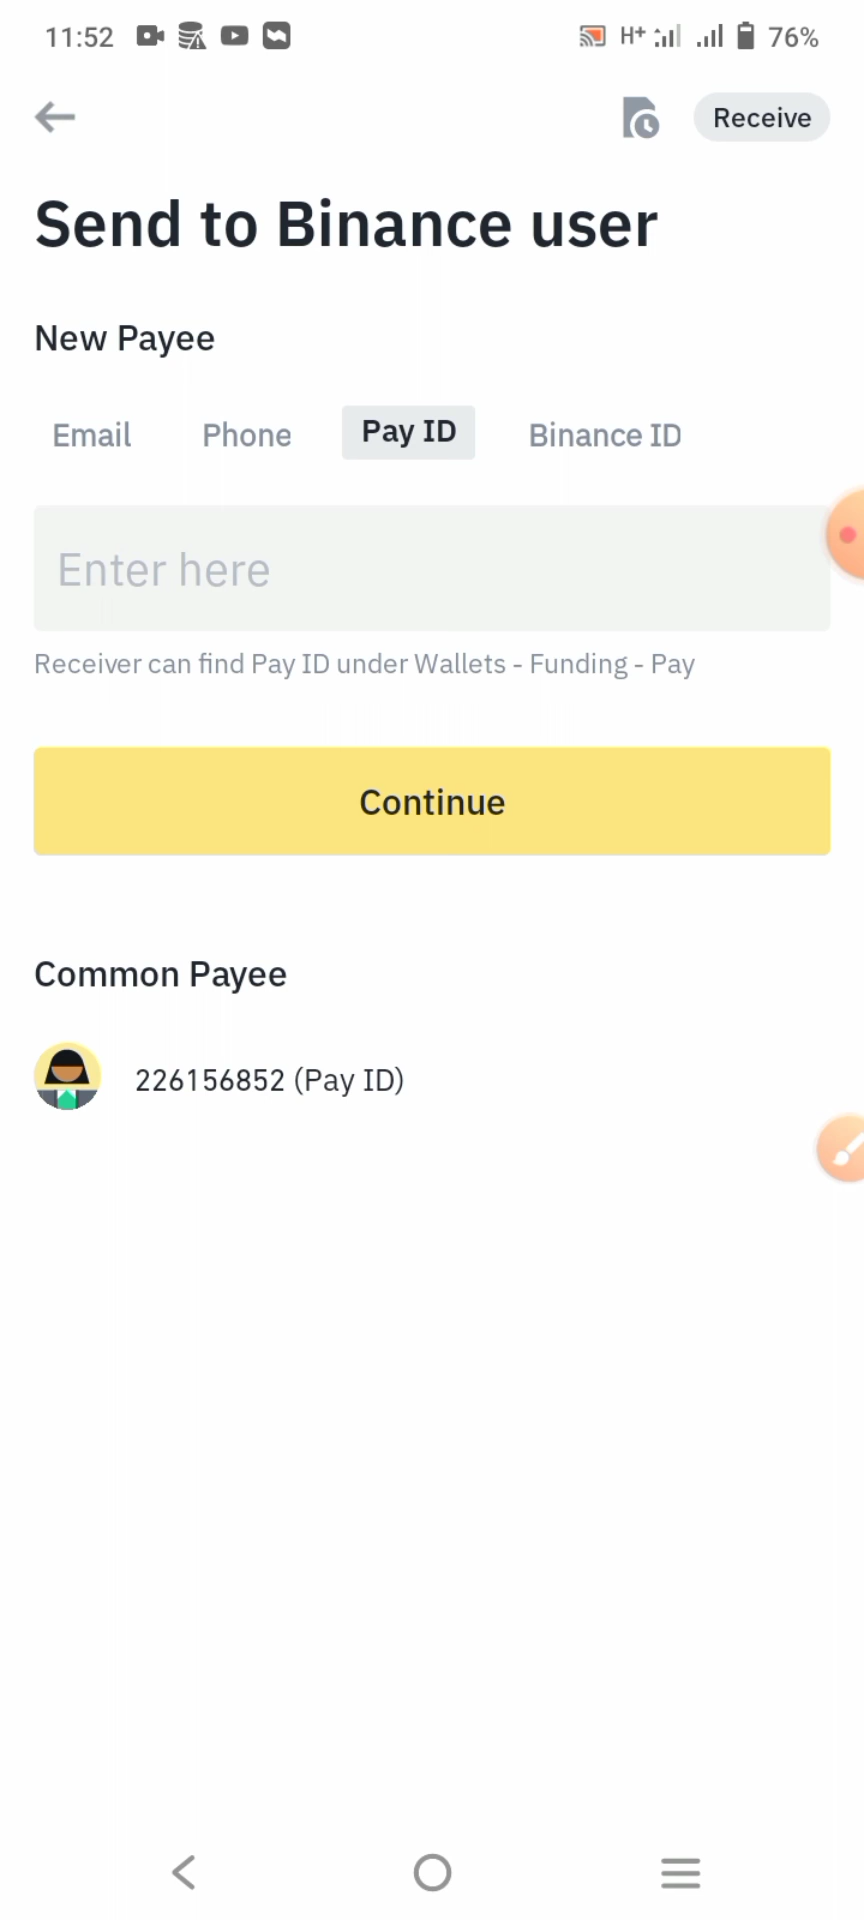 11:52 H+ 76%
Receive
Send to Binance user
New Payee
Email Phone Pay ID Binance ID
Enter here
Receiver can find Pay ID under Wallets - Funding - Pay
Continue
Common Payee
226156852 (Pay ID)